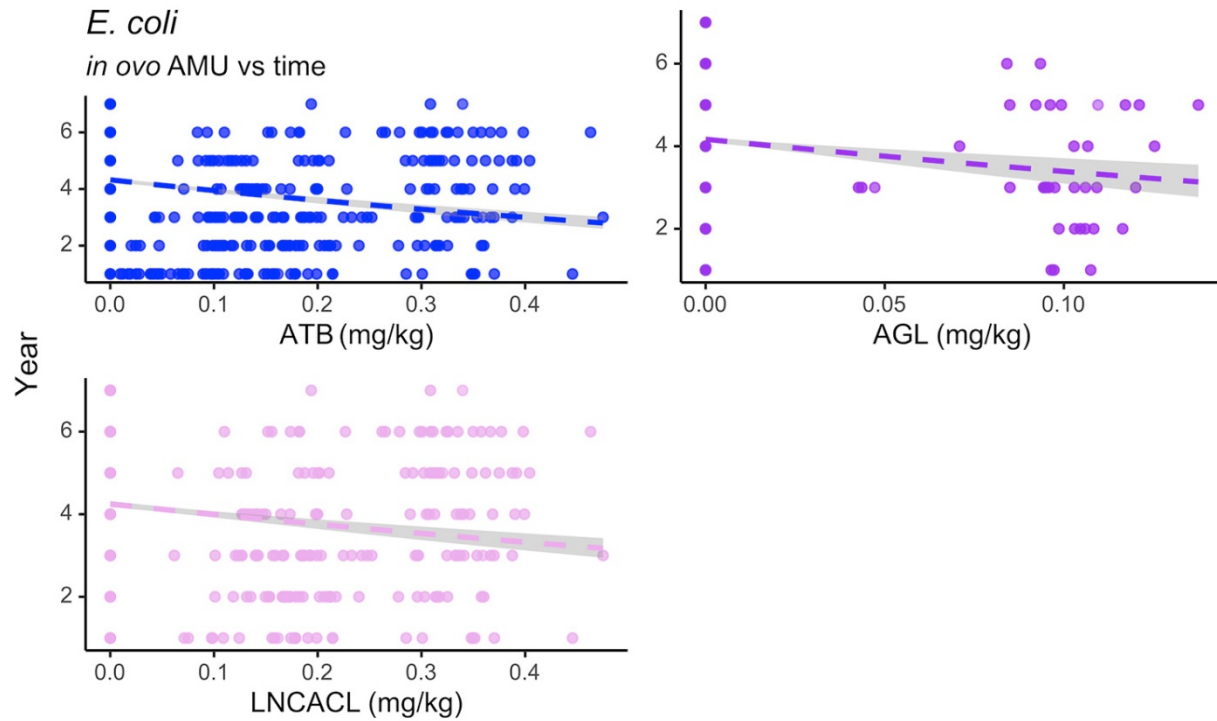 E. coli
in ovo AMU vs time
6
4
2
0.0 0.1 0.2 0.3 0.4
ATB (mg/kg)
6
4
2
0.00 0.05 0.10
AGL (mg/kg)
Year
6
4
2
0.0 0.1 0.2 0.3 0.4
LNCACL (mg/kg)